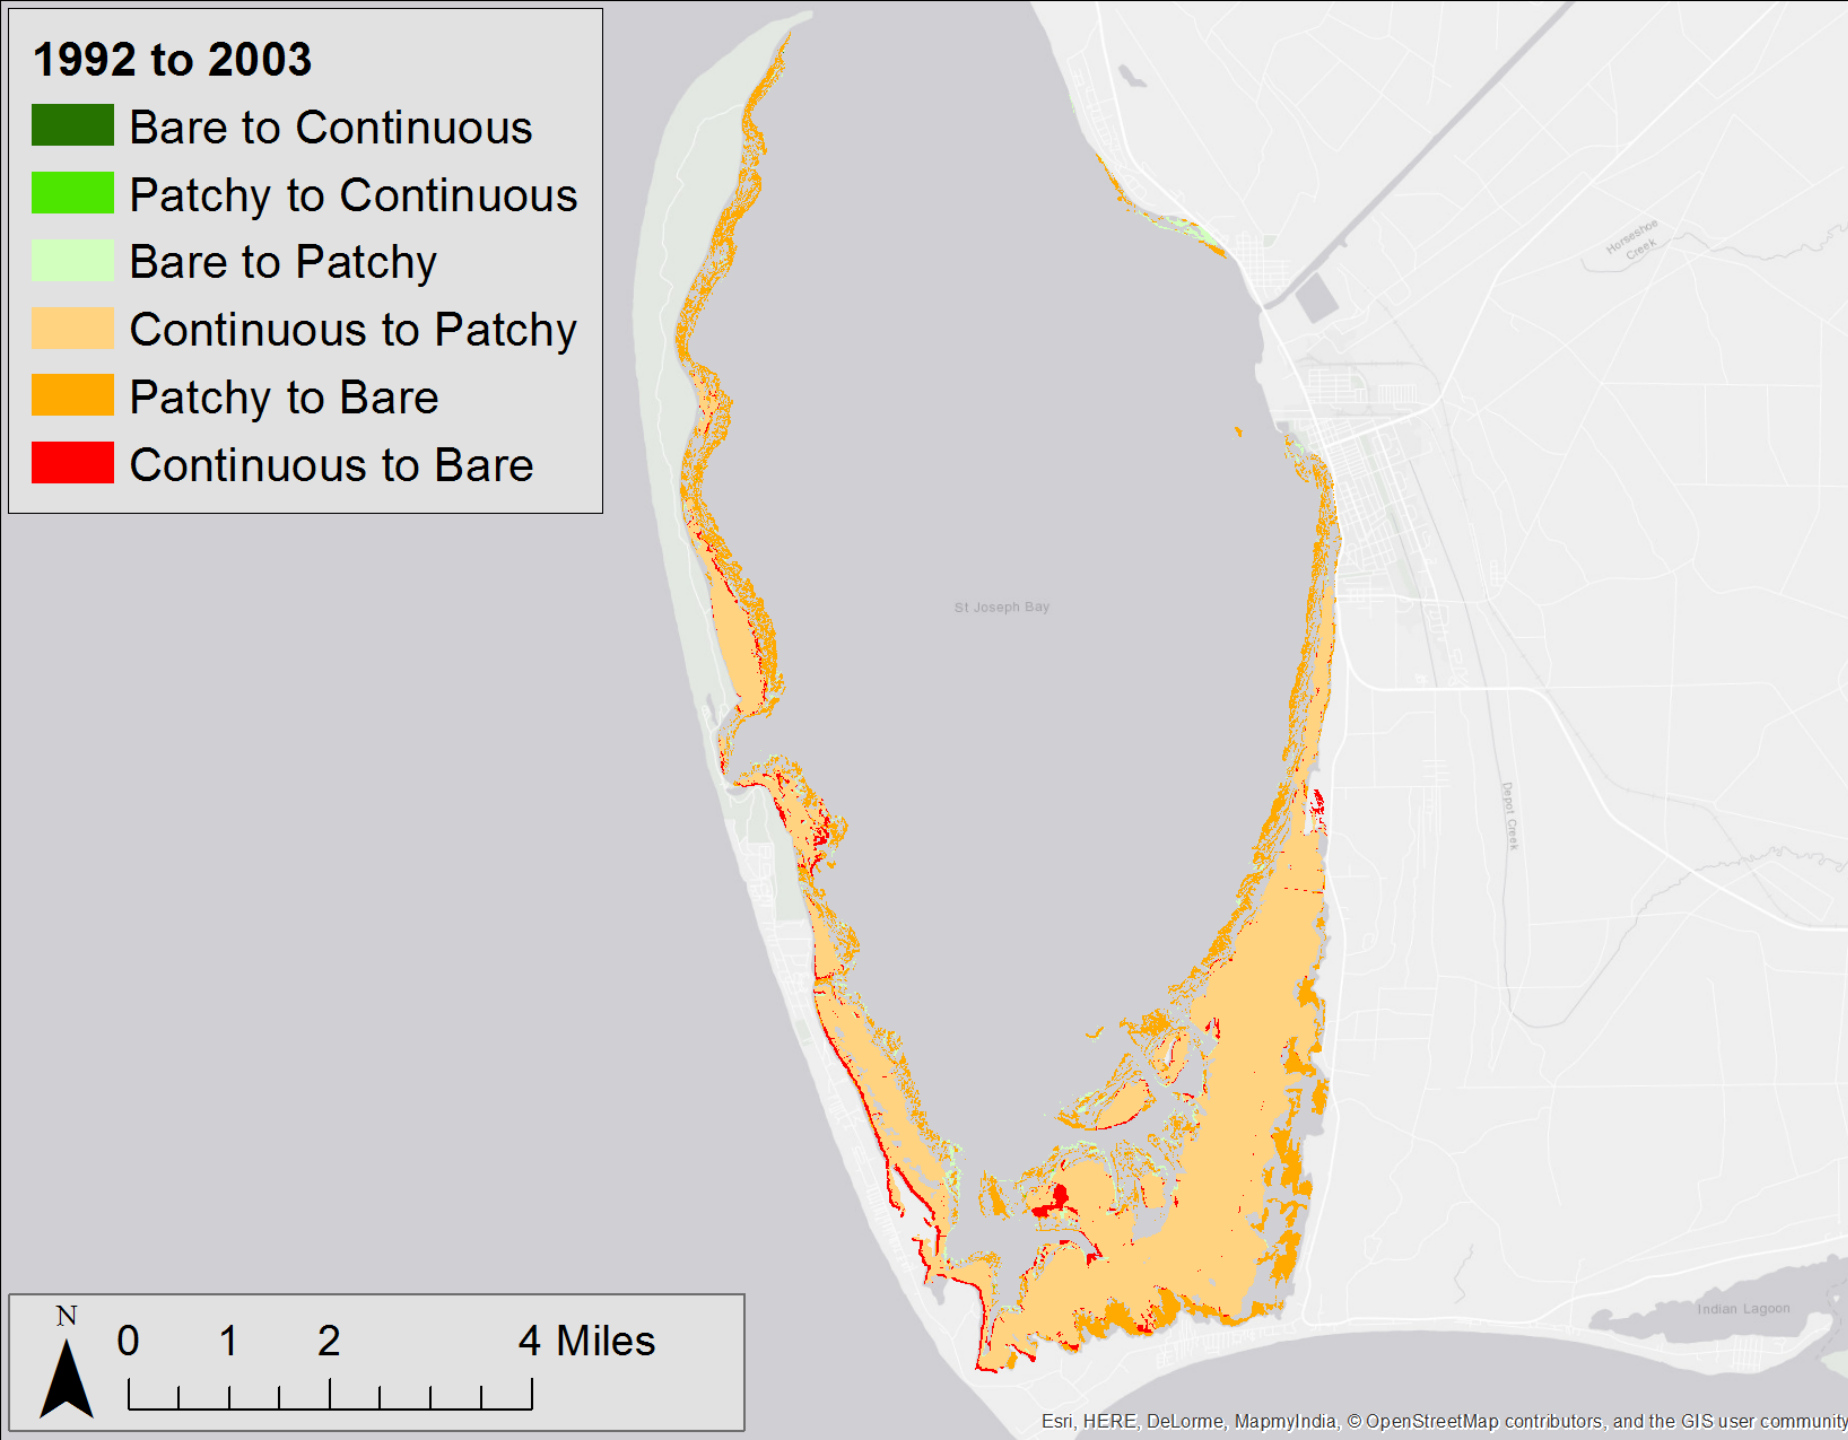 1992 to 2003
Bare to Continuous
Patchy to Continuous
Bare to Patchy
Continuous to Patchy
Patchy to Bare
Continuous to Bare
Horseshoe
Creek
St Joseph Bay
Depot Creek
Indian Lagoon
N
0 1 2 4 Miles
Esri, HERE, DeLorme, MapmyIndia, © OpenStreetMap contributors, and the GIS user community